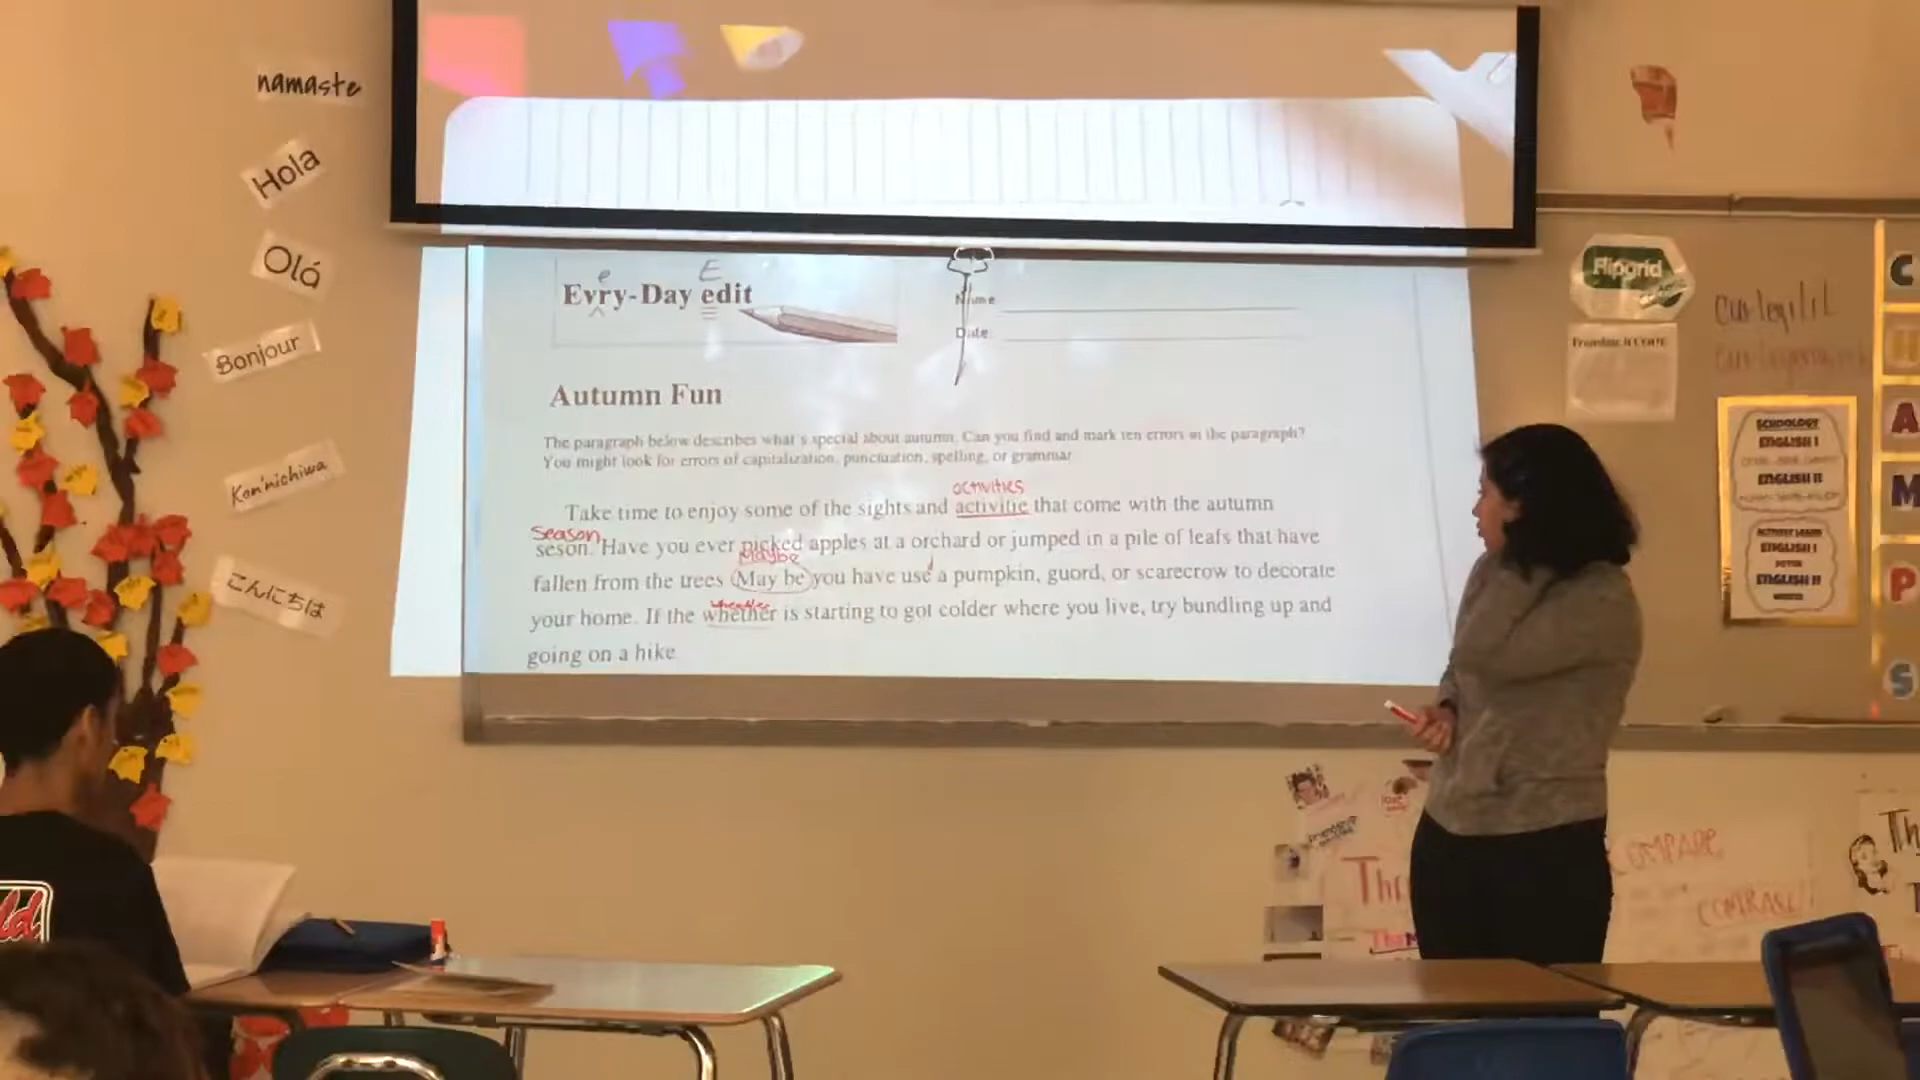 namaste
Hola
Olá
Bonjour
Kon'nichiwa
こんにちは
e E
Evry-Day edit
Name
Date
Autumn Fun
The paragraph below describes what's special about autumn. Can you find and mark ten errors in the paragraph?
You might look for errors of capitalization, punctuation, spelling, or grammar
activities
Take time to enjoy some of the sights and activitie that come with the autumn
Season
seson. Have you ever picked apples at a orchard or jumped in a pile of leafs that have
Maybe
fallen from the trees May be you have use d a pumpkin, guord, or scarecrow to decorate
wheather
your home. If the whether is starting to got colder where you live, try bundling up and
going on a hike
Flipgrid
SCHOOLOGY
ENGLISH I
ENGLISH II
ENGLISH I
ENGLISH II
C
H
A
M
P
S
COMPARE
CONTRAST!
Th